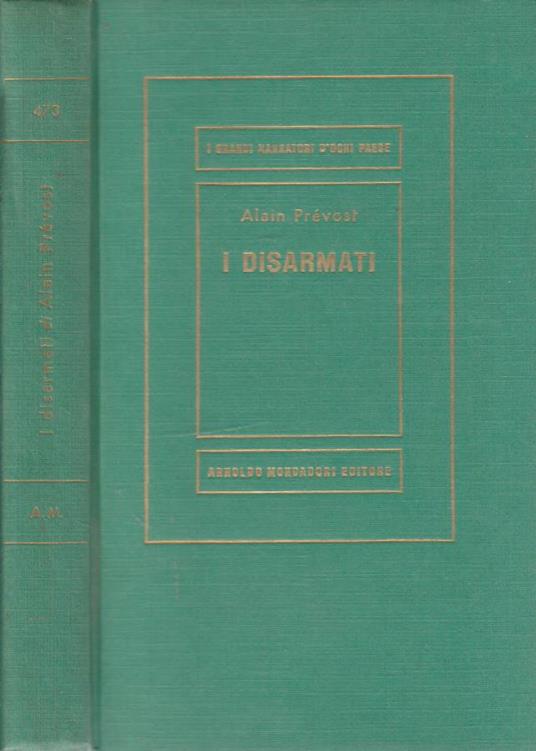 473
I disarmati di Alain Prévost
A. M.
I GRANDI NARRATORI D'OGNI PAESE
Alain Prévost
I DISARMATI
ARNOLDO MONDADORI EDITORE